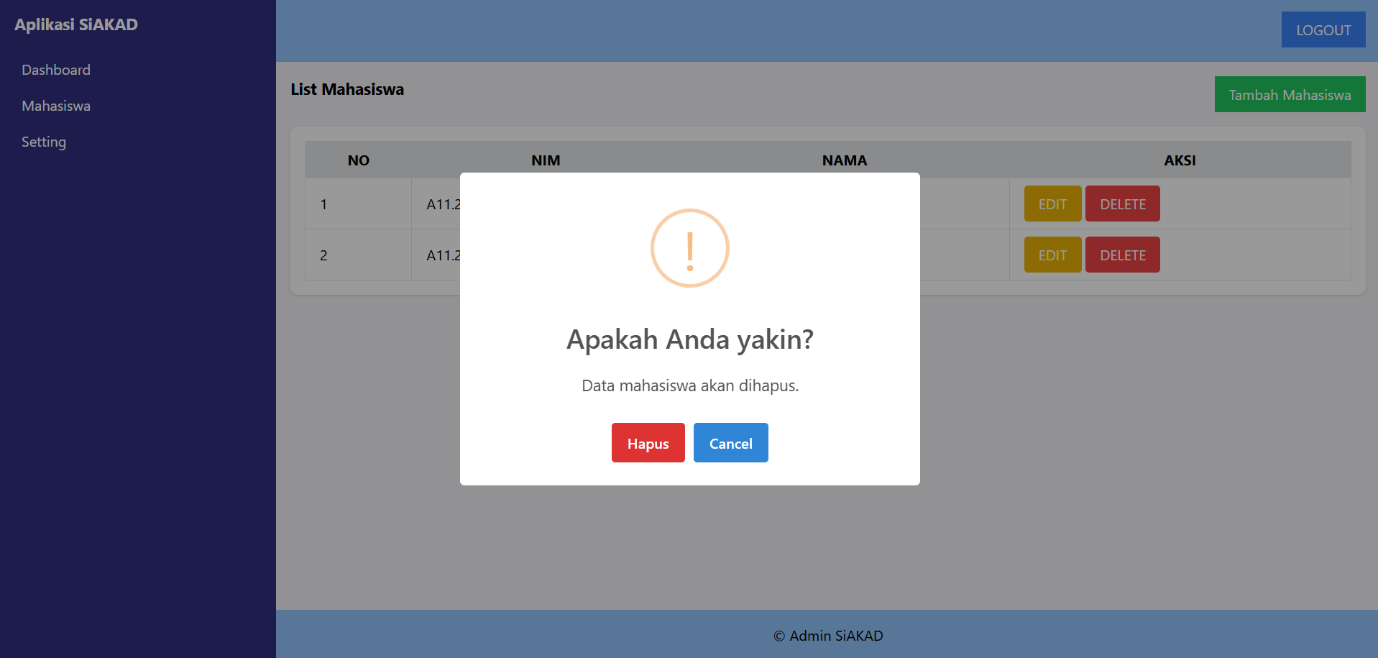 Aplikasi SiAKAD
Dashboard
Mahasiswa
Setting
LOGOUT
List Mahasiswa
Tambah Mahasiswa
NO NIM NAMA AKSI
1 A11.2 EDIT DELETE
2 A11.2 EDIT DELETE
!
Apakah Anda yakin?
Data mahasiswa akan dihapus.
Hapus Cancel
© Admin SiAKAD